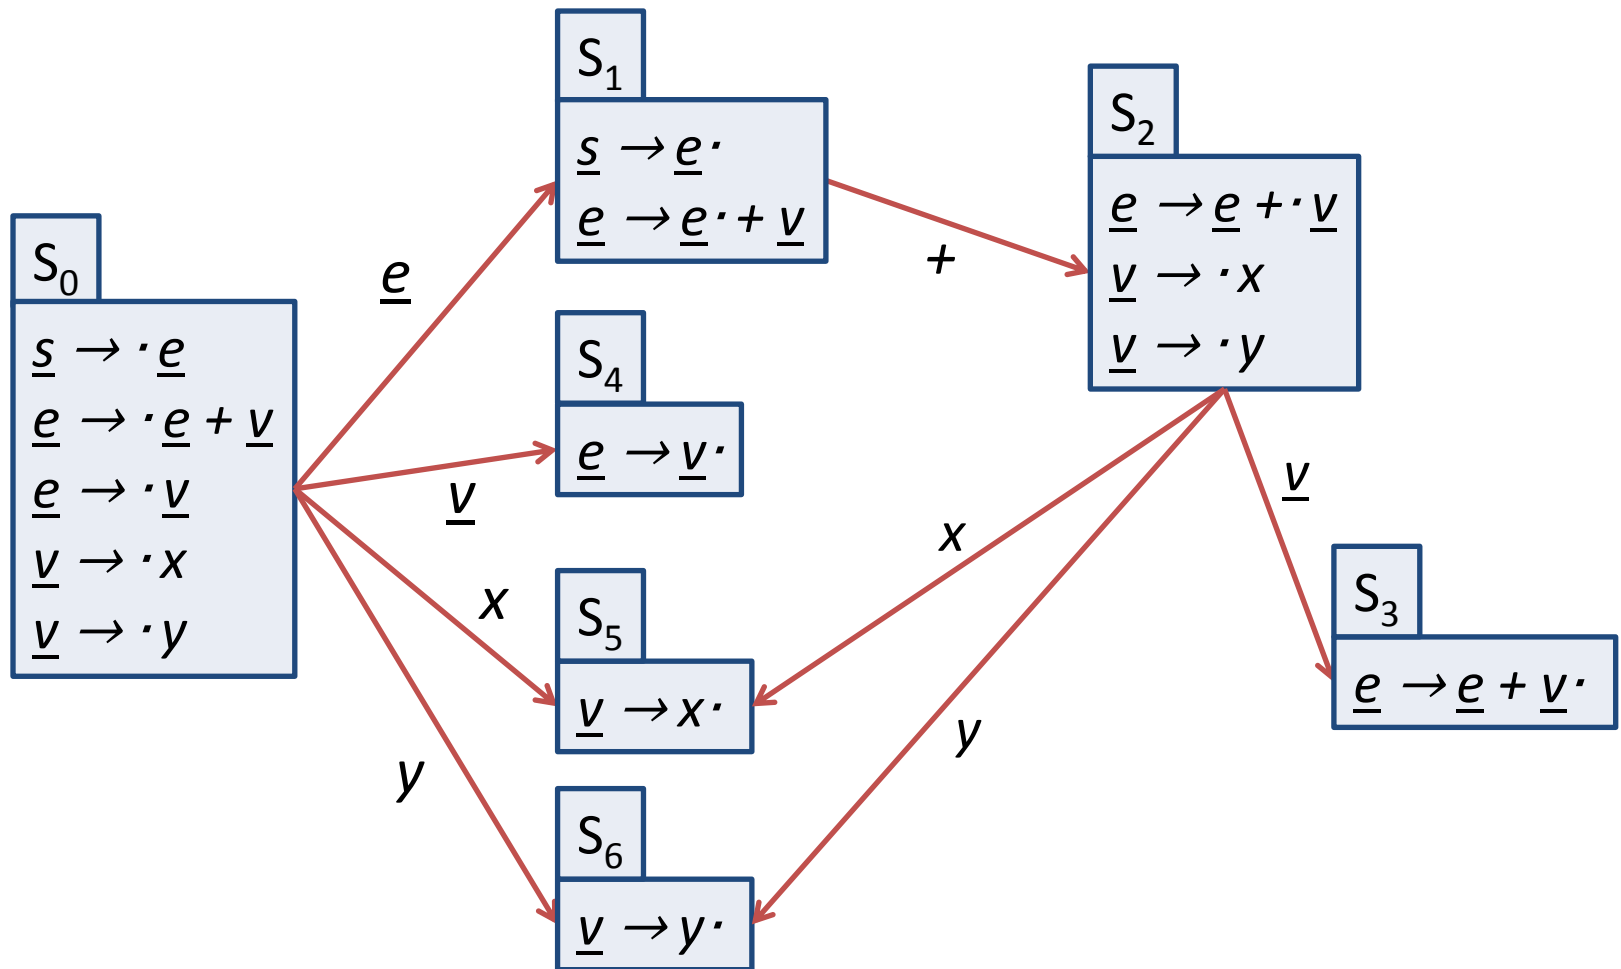 S₀
s → · e
e → · e + v
e → · v
v → · x
v → · y
e
v
x
y
S₁
s → e ·
e → e · + v
+
S₂
e → e + · v
v → · x
v → · y
S₄
e → v ·
x
y
v
S₅
v → x ·
S₃
e → e + v ·
S₆
v → y ·